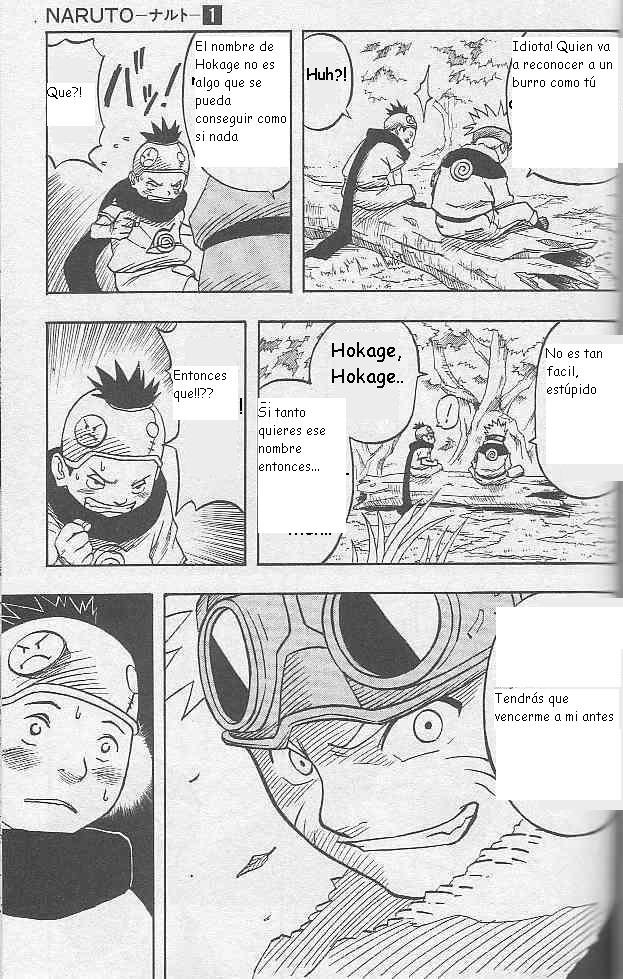 NARUTO—ナルト— 1
Idiota! Quien va
a reconocer a un
burro como tú
Huh?!
El nombre de
Hokage no es
algo que se
pueda
conseguir como
si nada
バッ!
Que?!
No es tan
facil,
estúpido
Hokage,
Hokage..
Si tanto
quieres ese
nombre
entonces...
Entonces
que!!??
!
Tendrás que
vencerme a mi antes